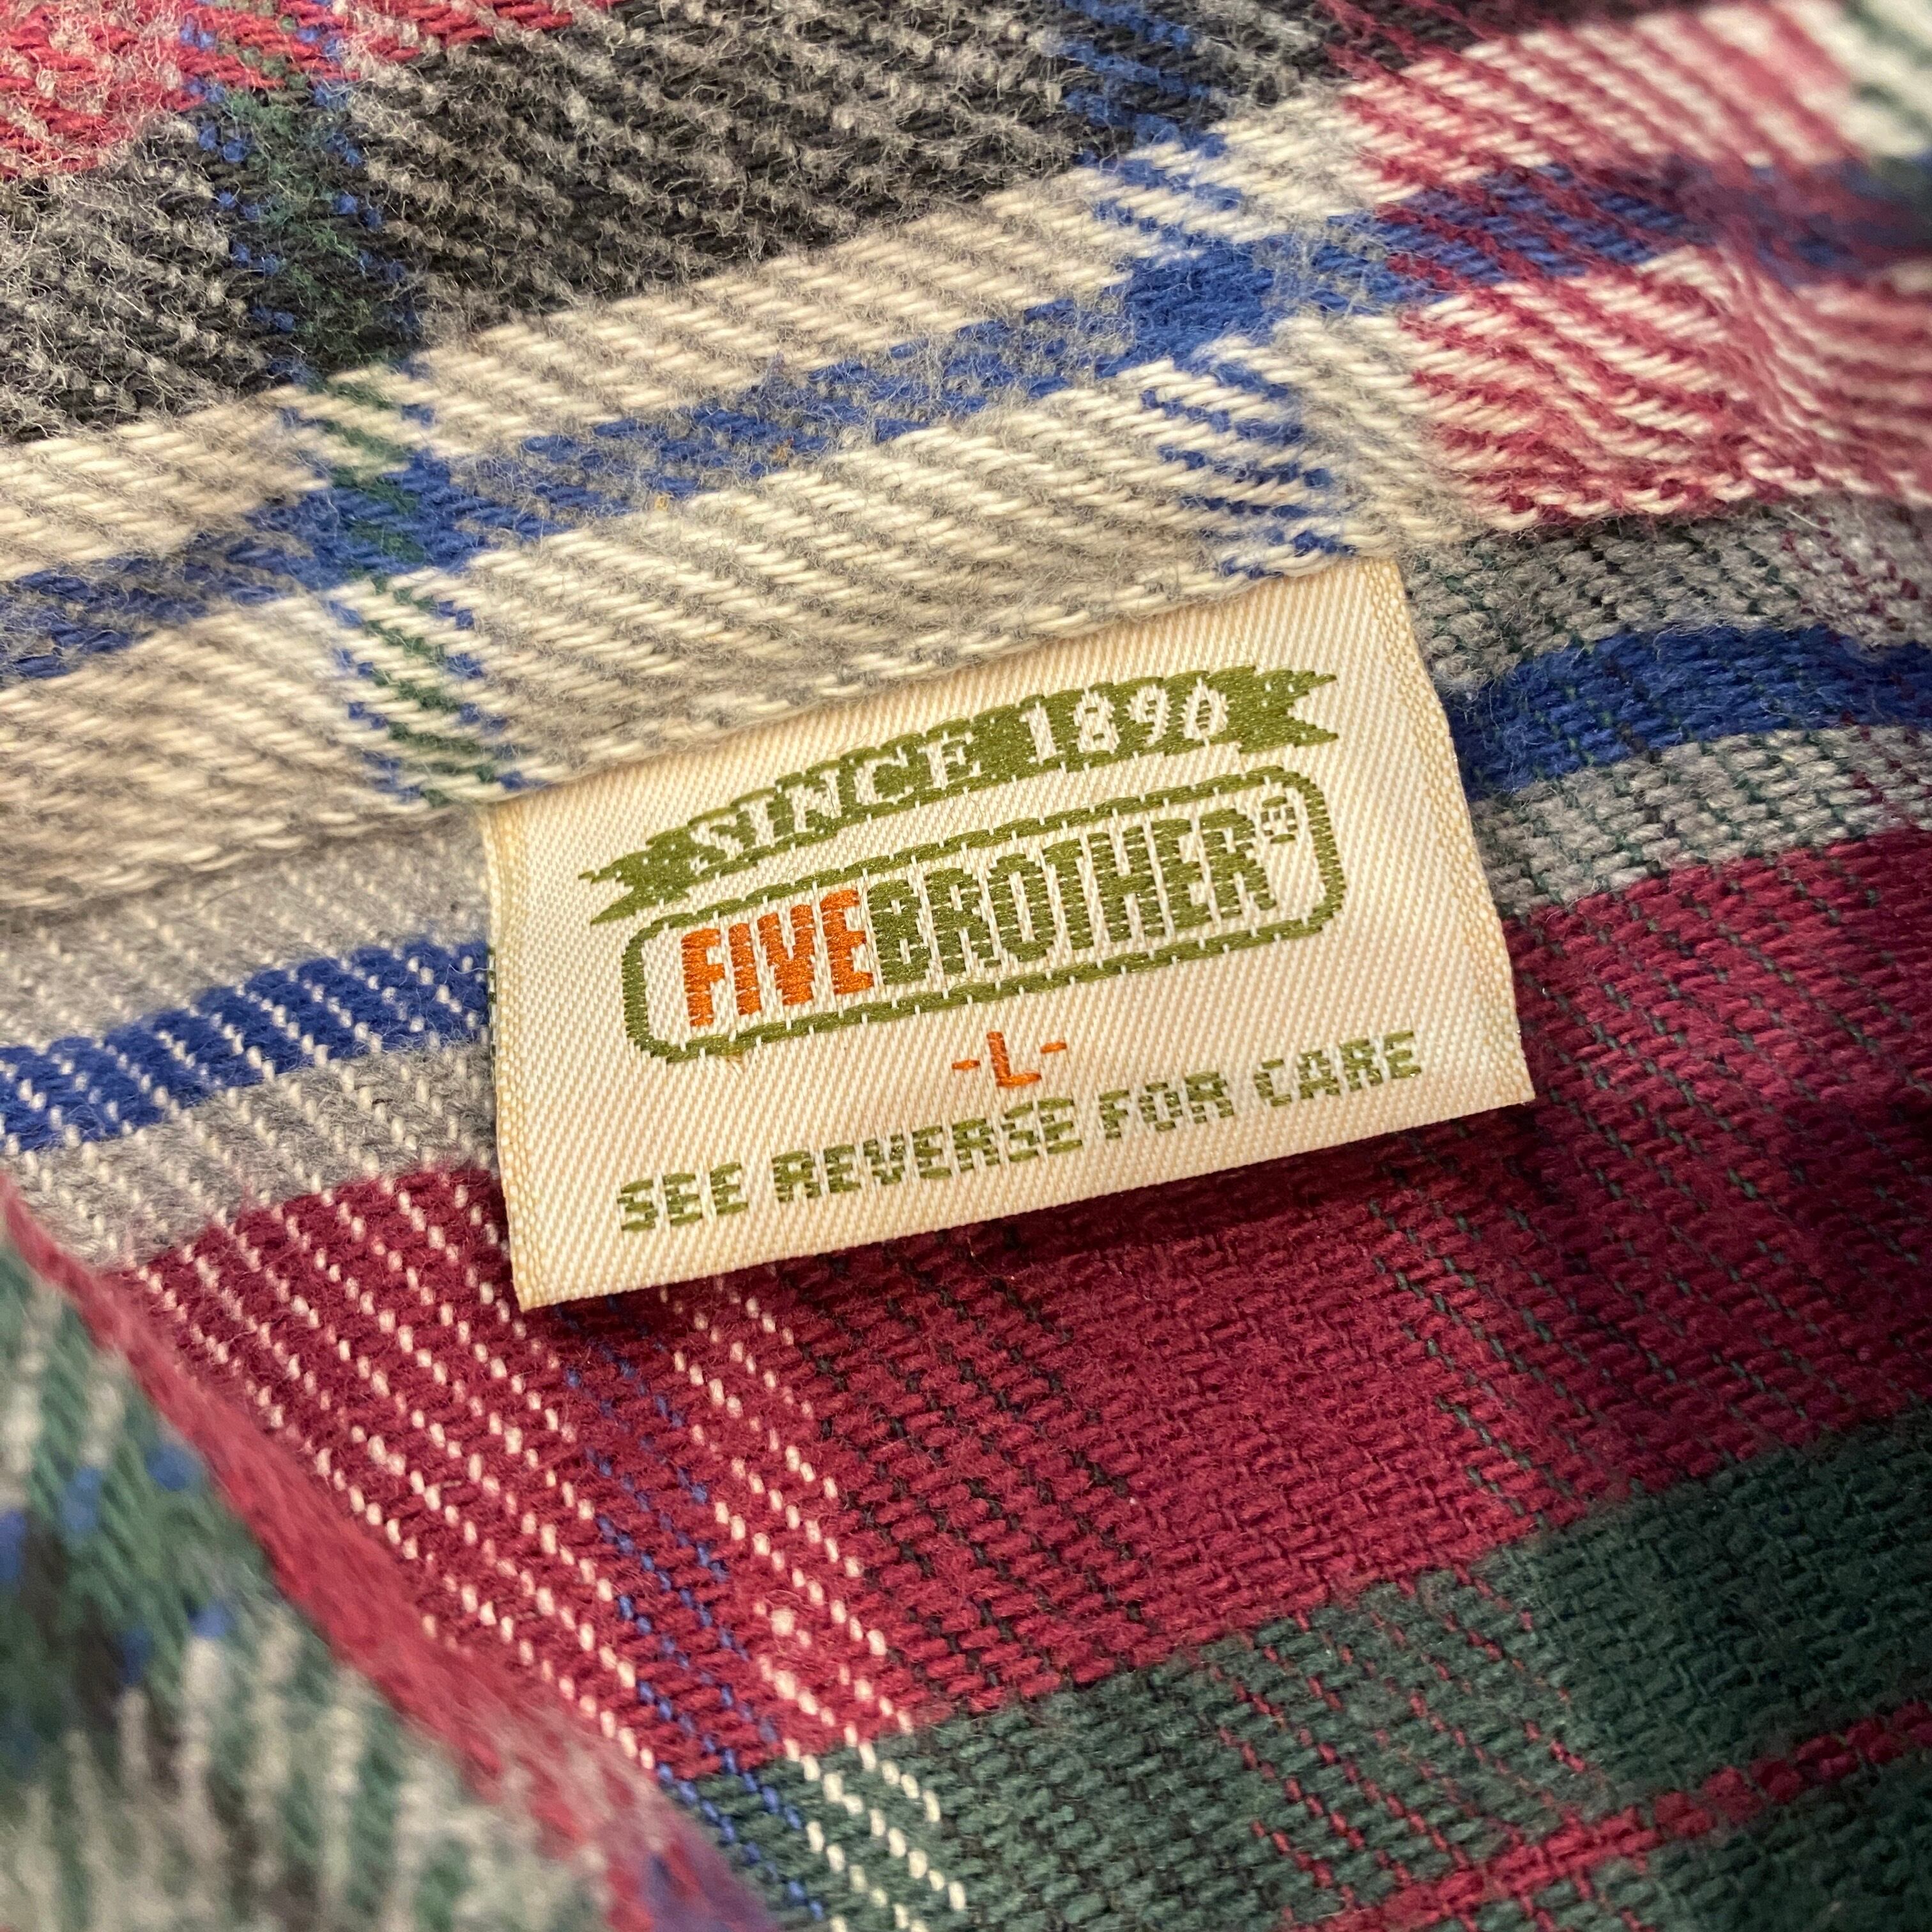 SINCE 1890
FIVEBROTHER®
-L-
SEE REVERSE FOR CARE